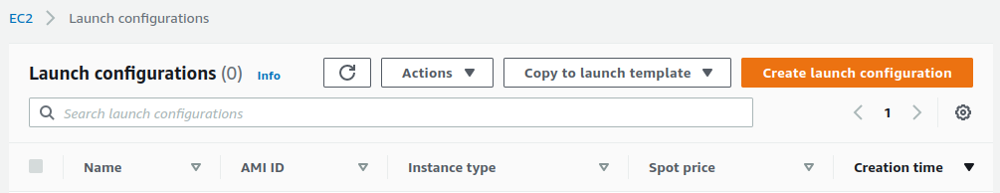 EC2 Launch configurations
Launch configurations (0) Info Actions Copy to launch template Create launch configuration
Search launch configurations 1
Name AMI ID Instance type Spot price Creation time